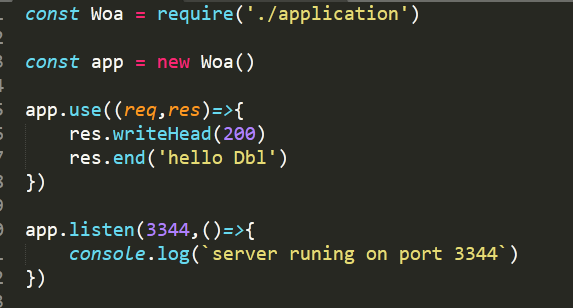 const Woa = require('./application')
const app = new Woa()
app.use((req,res)=>{
    res.writeHead(200)
    res.end('hello Dbl')
})
app.listen(3344,()=>{
    console.log(`server runing on port 3344`)
})